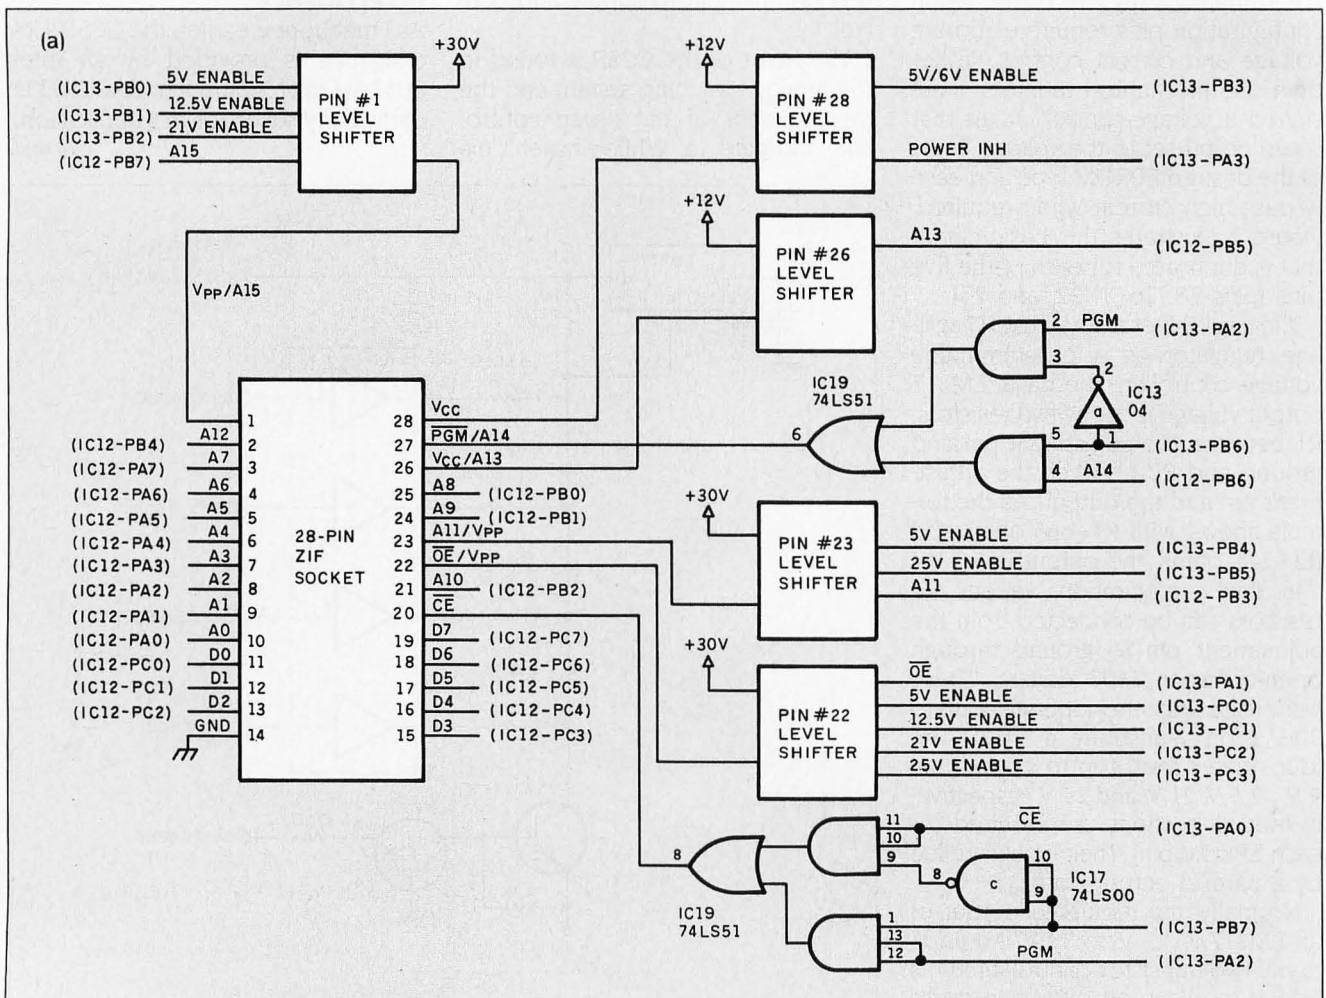 (a)
+30V
5V ENABLE
(IC13-PB0)
12.5V ENABLE
(IC13-PB1)
21V ENABLE
(IC13-PB2)
A15
(IC12-PB7)
PIN #1
LEVEL
SHIFTER
VPP/A15
+12V
PIN #28
LEVEL
SHIFTER
5V/6V ENABLE
(IC13-PB3)
POWER INH
(IC13-PA3)
+12V
PIN #26
LEVEL
SHIFTER
A13
(IC12-PB5)
2 PGM (IC13-PA2)
3
2
IC13
04
a
1
IC19
74LS51
6
5 (IC13-PB6)
A14
4 (IC12-PB6)
28-PIN
ZIF
SOCKET
1
(IC12-PB4) A12 2
(IC12-PA7) A7 3
(IC12-PA6) A6 4
(IC12-PA5) A5 5
(IC12-PA4) A4 6
(IC12-PA3) A3 7
(IC12-PA2) A2 8
(IC12-PA1) A1 9
(IC12-PA0) A0 10
(IC12-PC0) D0 11
(IC12-PC1) D1 12
(IC12-PC2) D2 13
GND 14
28 VCC
27 PGM/A14
26 VCC/A13
25 A8 (IC12-PB0)
24 A9 (IC12-PB1)
23 A11/VPP
22 OE/VPP
21 A10 (IC12-PB2)
20 CE
19 D7 (IC12-PC7)
18 D6 (IC12-PC6)
17 D5 (IC12-PC5)
16 D4 (IC12-PC4)
15 D3 (IC12-PC3)
+30V
PIN #23
LEVEL
SHIFTER
5V ENABLE (IC13-PB4)
25V ENABLE (IC13-PB5)
A11 (IC12-PB3)
+30V
PIN #22
LEVEL
SHIFTER
OE (IC13-PA1)
5V ENABLE (IC13-PC0)
12.5V ENABLE (IC13-PC1)
21V ENABLE (IC13-PC2)
25V ENABLE (IC13-PC3)
11 CE (IC13-PA0)
10
9
8
c
10
9
IC17
74LS00
8
IC19
74LS51
1 (IC13-PB7)
13
12 PGM (IC13-PA2)